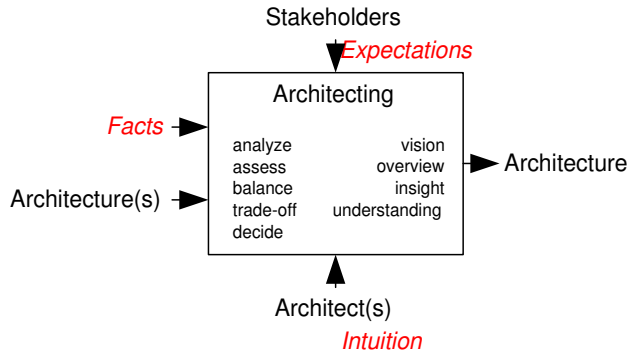 Stakeholders
Expectations
Architecting
Facts
analyze vision
assess overview
Architecture
Architecture(s)
balance insight
trade-off understanding
decide
Architect(s)
Intuition